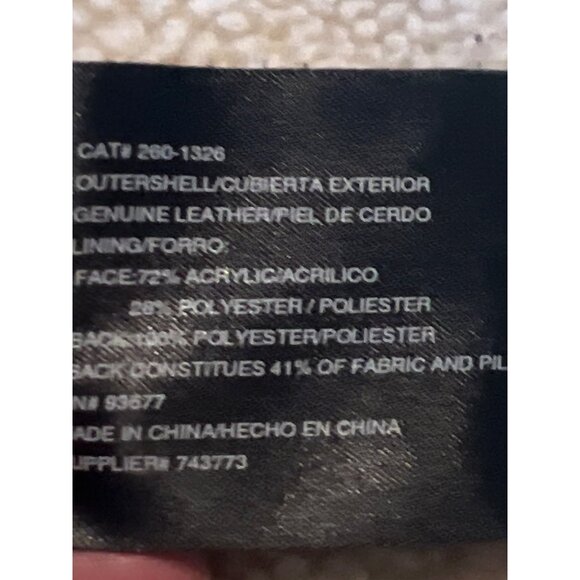 CAT# 260-1326
OUTERSHELL/CUBIERTA EXTERIOR
GENUINE LEATHER/PIEL DE CERDO
LINING/FORRO:
FACE:72% ACRYLIC/ACRILICO
28% POLYESTER / POLIESTER
BACK:100% POLYESTER/POLIESTER
BACK CONSTITUES 41% OF FABRIC AND PIL
N# 93677
ADE IN CHINA/HECHO EN CHINA
UPPLIER# 743773